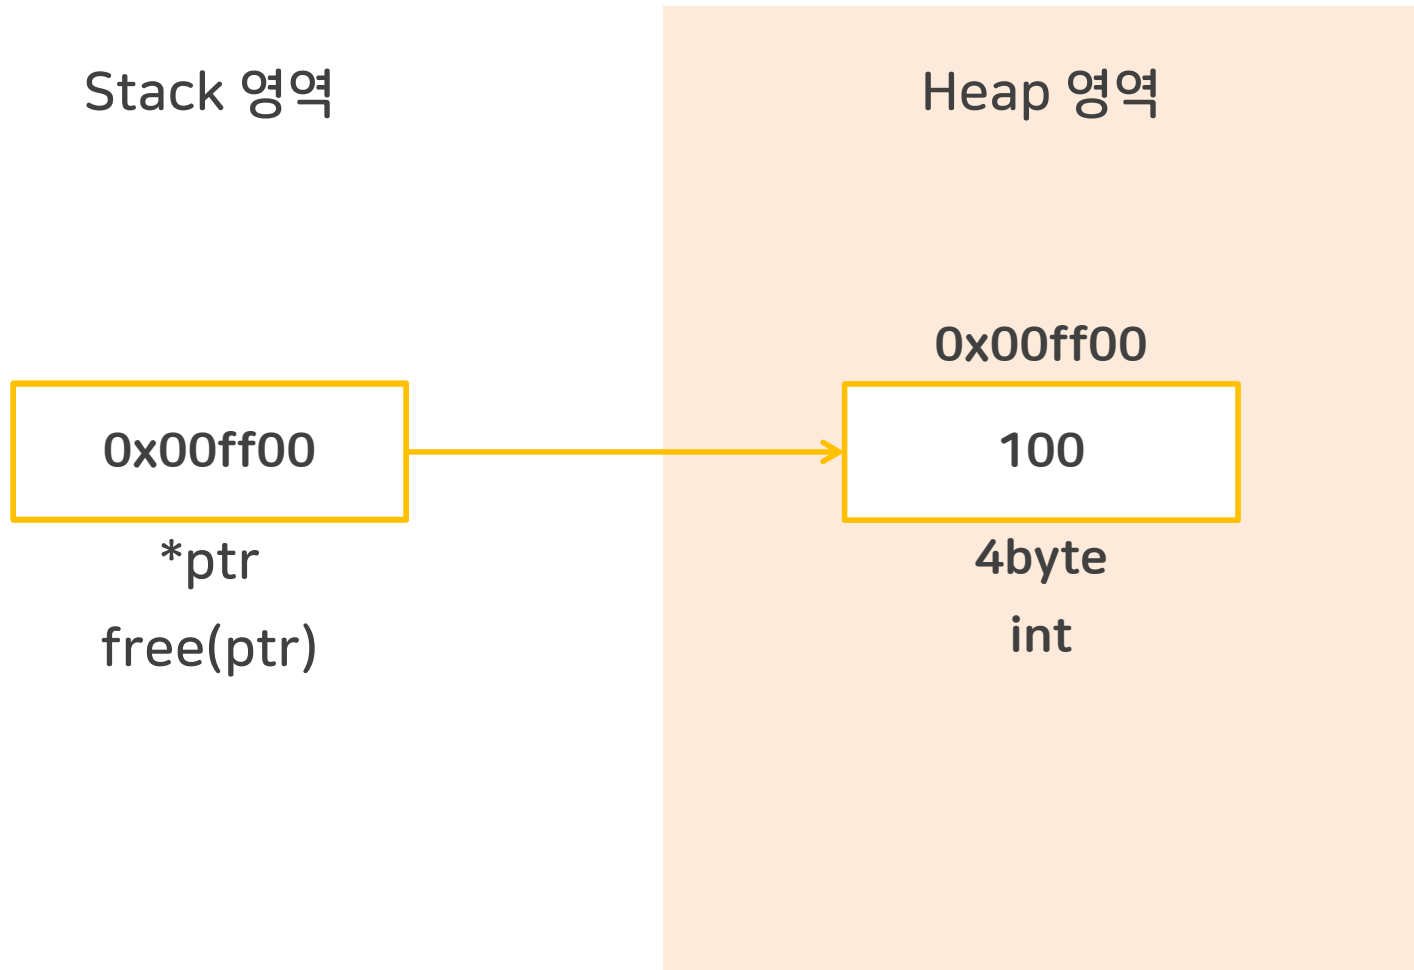 Stack 영역
Heap 영역
0x00ff00
0x00ff00
100
*ptr
4byte
free(ptr)
int